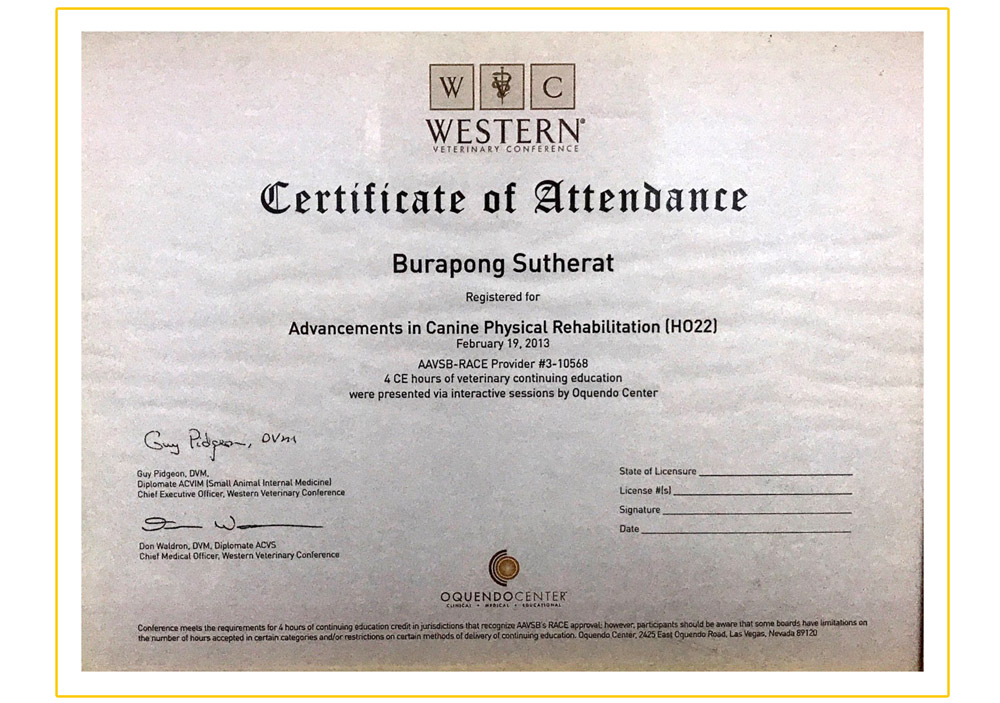 W C
WESTERN®
VETERINARY CONFERENCE
Certificate of Attendance
Burapong Sutherat
Registered for
Advancements in Canine Physical Rehabilitation (HO22)
February 19, 2013
AAVSB-RACE Provider #3-10568
4 CE hours of veterinary continuing education
were presented via interactive sessions by Oquendo Center
Guy Pidgeon, DVM
Guy Pidgeon, DVM,
Diplomate ACVIM (Small Animal Internal Medicine)
Chief Executive Officer, Western Veterinary Conference
Don Waldron, DVM, Diplomate ACVS
Chief Medical Officer, Western Veterinary Conference
State of Licensure
License #(s)
Signature
Date
OQUENDOCENTER
CLINICAL • MEDICAL • EDUCATIONAL
Conference meets the requirements for 4 hours of continuing education credit in jurisdictions that recognize AAVSB's RACE approval; however, participants should be aware that some boards have limitations on
the number of hours accepted in certain categories and/or restrictions on certain methods of delivery of continuing education. Oquendo Center, 2425 East Oquendo Road, Las Vegas, Nevada 89120